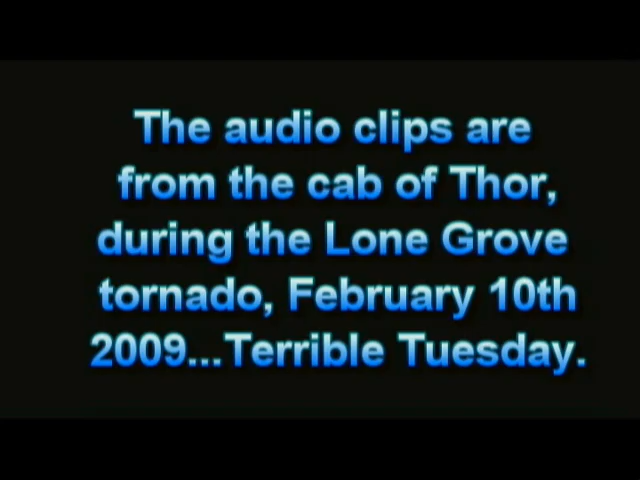 The audio clips are
from the cab of Thor,
during the Lone Grove
tornado, February 10th
2009...Terrible Tuesday.